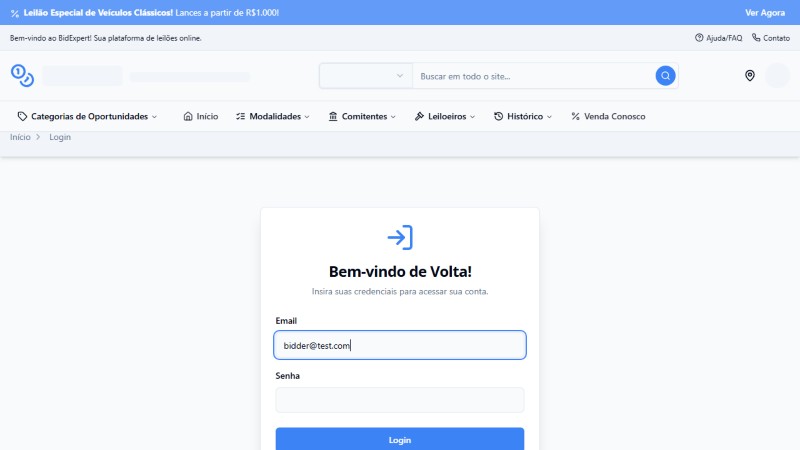 Leilão Especial de Veículos Clássicos! Lances a partir de R$1.000! Ver Agora
Bem-vindo ao BidExpert! Sua plataforma de leilões online. Ajuda/FAQ Contato
Buscar em todo o site...
Categorias de Oportunidades Início Modalidades Comitentes Leiloeiros Histórico Venda Conosco
Início > Login
Bem-vindo de Volta!
Insira suas credenciais para acessar sua conta.
Email
bidder@test.com
Senha
Login